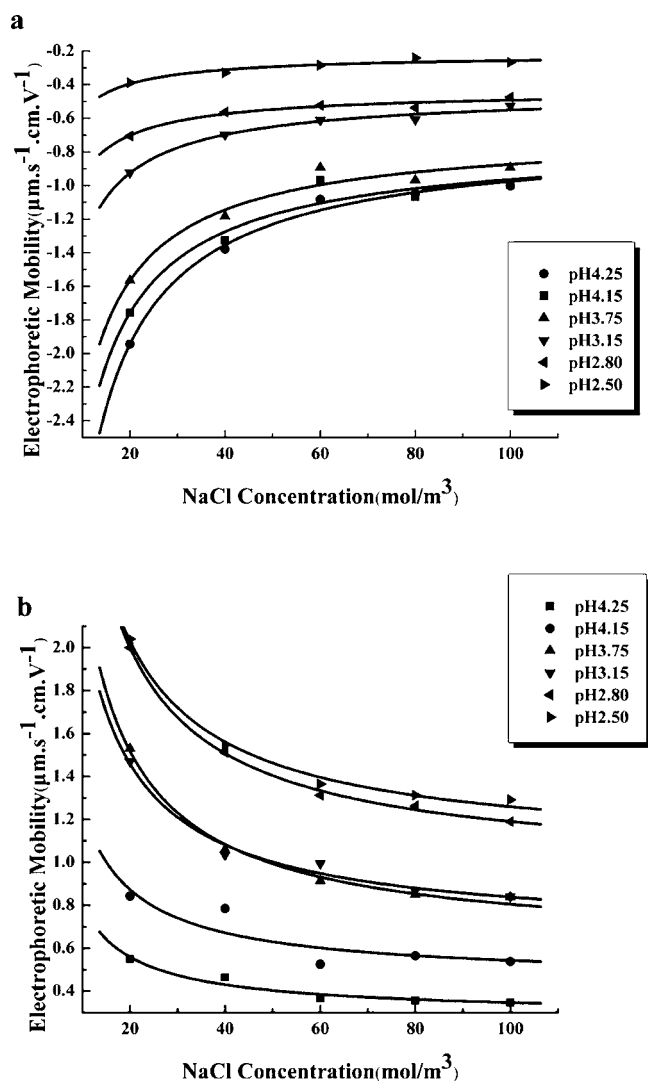 a
Electrophoretic Mobility(μm.s⁻¹.cm.V⁻¹)
-0.2
-0.4
-0.6
-0.8
-1.0
-1.2
-1.4
-1.6
-1.8
-2.0
-2.2
-2.4
pH4.25
pH4.15
pH3.75
pH3.15
pH2.80
pH2.50
20 40 60 80 100
NaCl Concentration(mol/m³)
b
Electrophoretic Mobility(μm.s⁻¹.cm.V⁻¹)
2.0
1.8
1.6
1.4
1.2
1.0
0.8
0.6
0.4
pH4.25
pH4.15
pH3.75
pH3.15
pH2.80
pH2.50
20 40 60 80 100
NaCl Concentration(mol/m³)